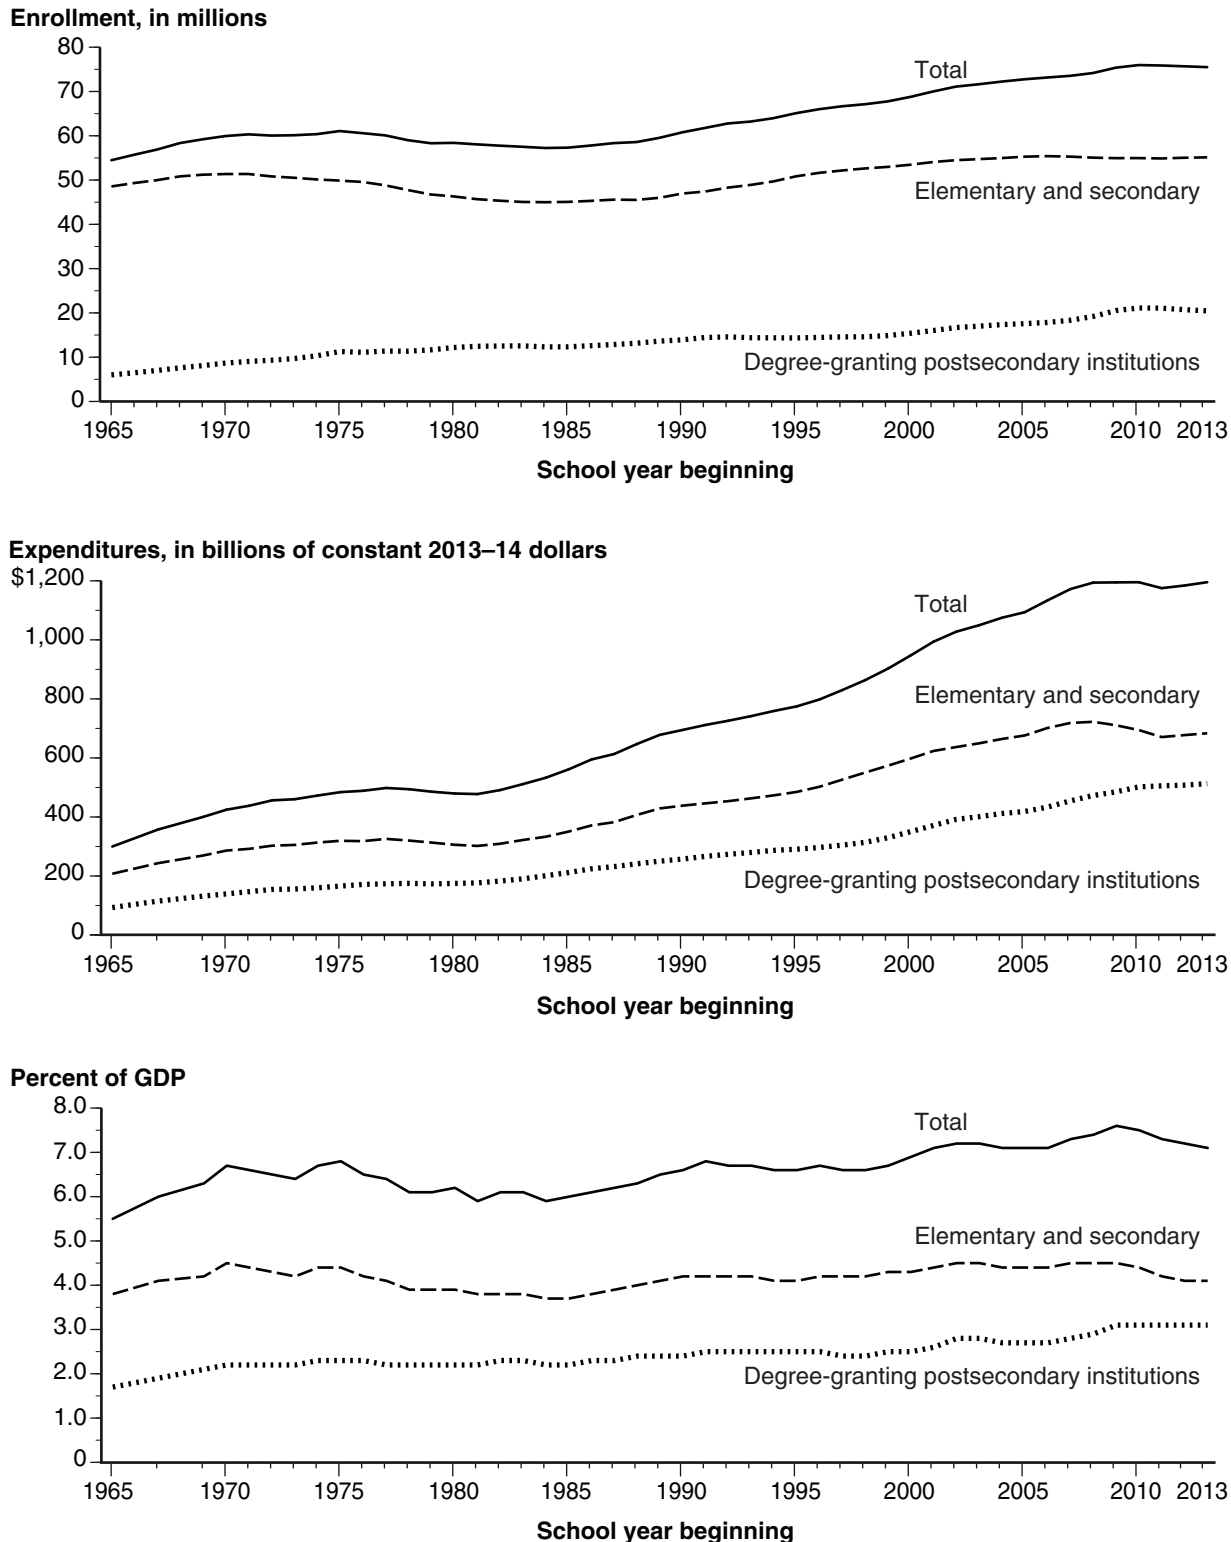 Enrollment, in millions
80
70
60
50
40
30
20
10
0
Total
Elementary and secondary
Degree-granting postsecondary institutions
1965 1970 1975 1980 1985 1990 1995 2000 2005 2010 2013
School year beginning
Expenditures, in billions of constant 2013–14 dollars
$1,200
1,000
800
600
400
200
0
Total
Elementary and secondary
Degree-granting postsecondary institutions
1965 1970 1975 1980 1985 1990 1995 2000 2005 2010 2013
School year beginning
Percent of GDP
8.0
7.0
6.0
5.0
4.0
3.0
2.0
1.0
0
Total
Elementary and secondary
Degree-granting postsecondary institutions
1965 1970 1975 1980 1985 1990 1995 2000 2005 2010 2013
School year beginning